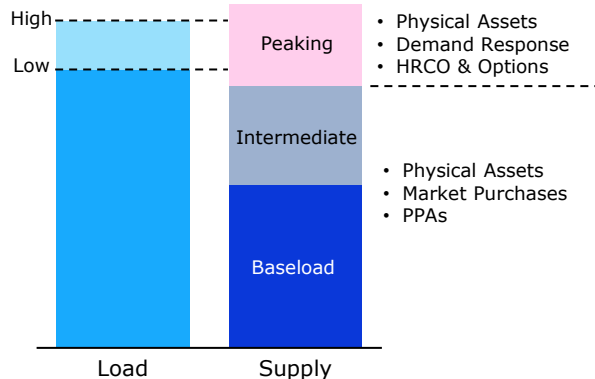 High
Low
Peaking
Intermediate
Baseload
• Physical Assets
• Demand Response
• HRCO & Options
• Physical Assets
• Market Purchases
• PPAs
Load
Supply